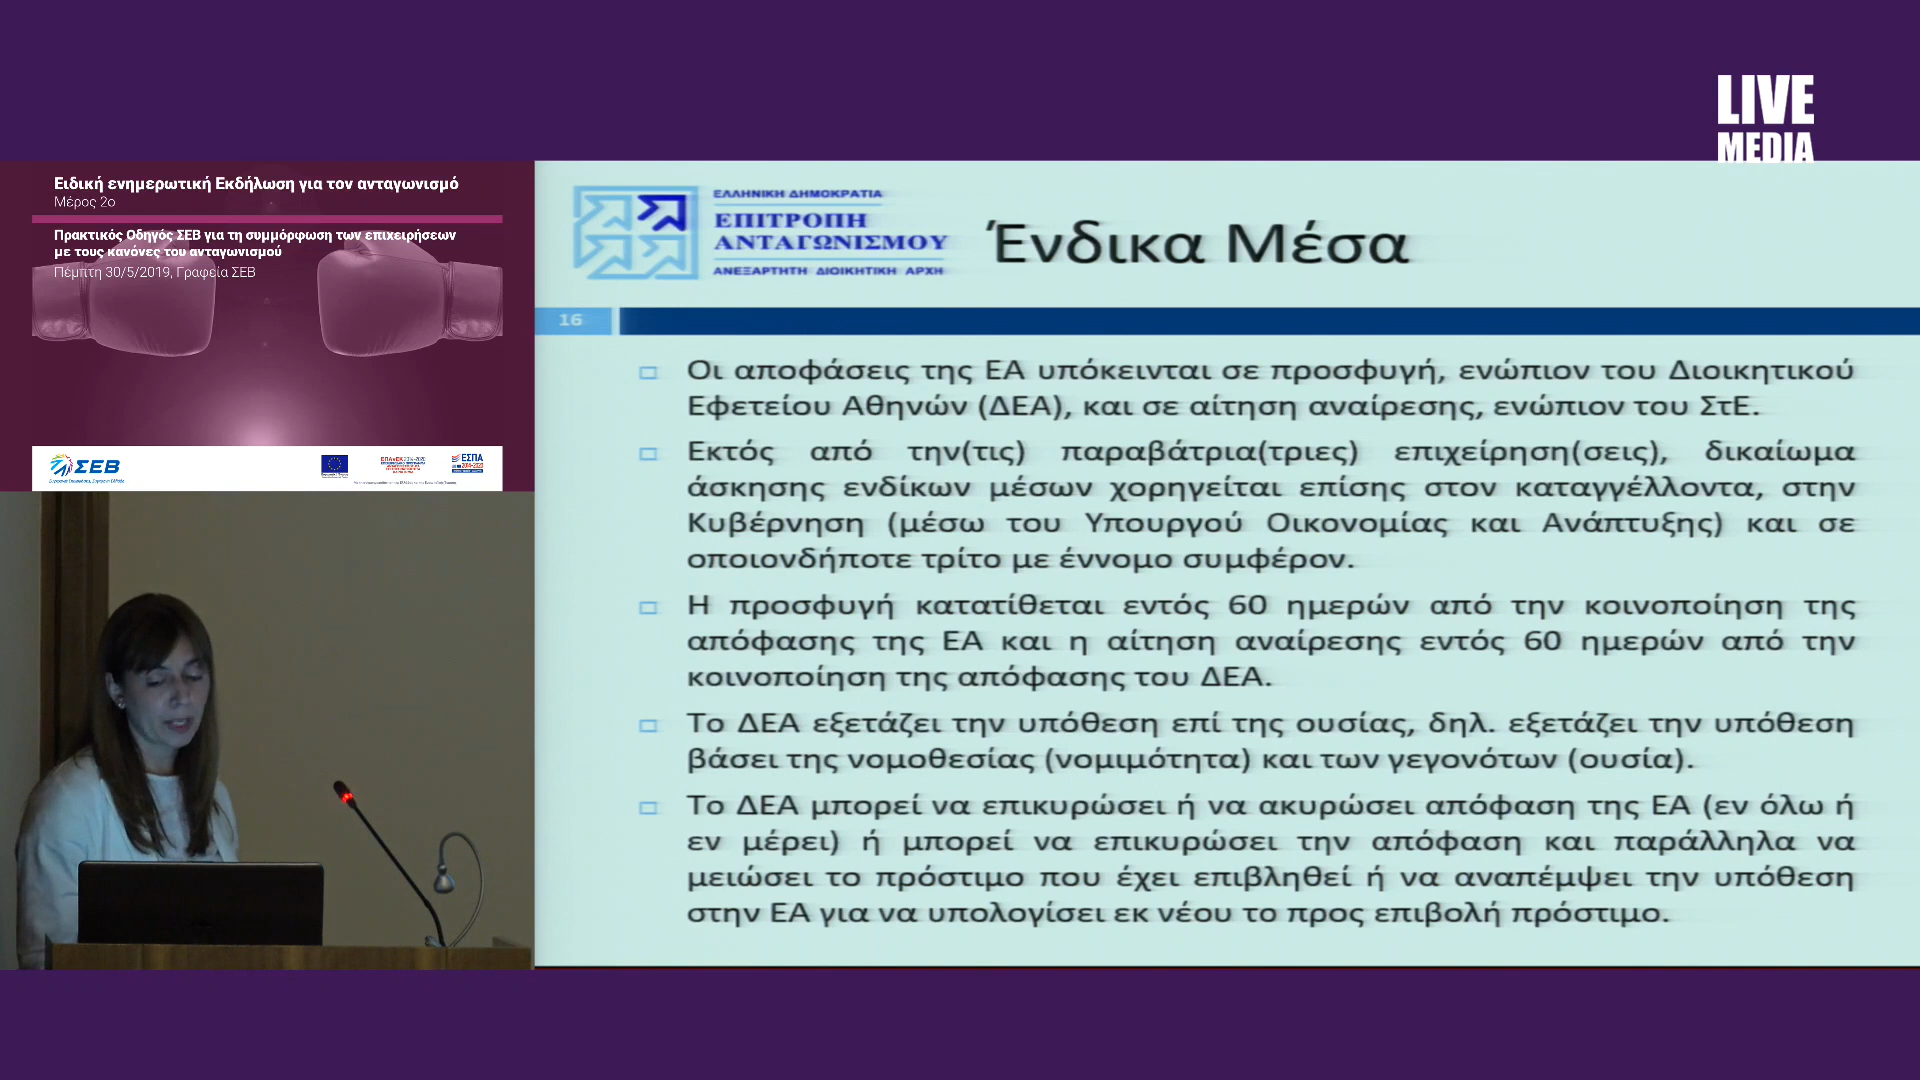 LIVE
MEDIA
Ειδική ενημερωτική Εκδήλωση για τον ανταγωνισμό
Μέρος 2ο
Πρακτικός Οδηγός ΣΕΒ για τη συμμόρφωση των επιχειρήσεων
με τους κανόνες του ανταγωνισμού
Πέμπτη 30/5/2019, Γραφεία ΣΕΒ
ΣΕΒ
ΕΣΠΑ
2014-2020
ΕΛΛΗΝΙΚΗ ΔΗΜΟΚΡΑΤΙΑ
ΕΠΙΤΡΟΠΗ
ΑΝΤΑΓΩΝΙΣΜΟΥ
ΑΝΕΞΑΡΤΗΤΗ ΔΙΟΙΚΗΤΙΚΗ ΑΡΧΗ
Ένδικα Μέσα
16
Οι αποφάσεις της ΕΑ υπόκεινται σε προσφυγή, ενώπιον του Διοικητικού
Εφετείου Αθηνών (ΔΕΑ), και σε αίτηση αναίρεσης, ενώπιον του ΣτΕ.
Εκτός από την(τις) παραβάτρια(τριες) επιχείρηση(σεις), δικαίωμα
άσκησης ενδίκων μέσων χορηγείται επίσης στον καταγγέλλοντα, στην
Κυβέρνηση (μέσω του Υπουργού Οικονομίας και Ανάπτυξης) και σε
οποιονδήποτε τρίτο με έννομο συμφέρον.
Η προσφυγή κατατίθεται εντός 60 ημερών από την κοινοποίηση της
απόφασης της ΕΑ και η αίτηση αναίρεσης εντός 60 ημερών από την
κοινοποίηση της απόφασης του ΔΕΑ.
Το ΔΕΑ εξετάζει την υπόθεση επί της ουσίας, δηλ. εξετάζει την υπόθεση
βάσει της νομοθεσίας (νομιμότητα) και των γεγονότων (ουσία).
Το ΔΕΑ μπορεί να επικυρώσει ή να ακυρώσει απόφαση της ΕΑ (εν όλω ή
εν μέρει) ή μπορεί να επικυρώσει την απόφαση και παράλληλα να
μειώσει το πρόστιμο που έχει επιβληθεί ή να αναπέμψει την υπόθεση
στην ΕΑ για να υπολογίσει εκ νέου το προς επιβολή πρόστιμο.